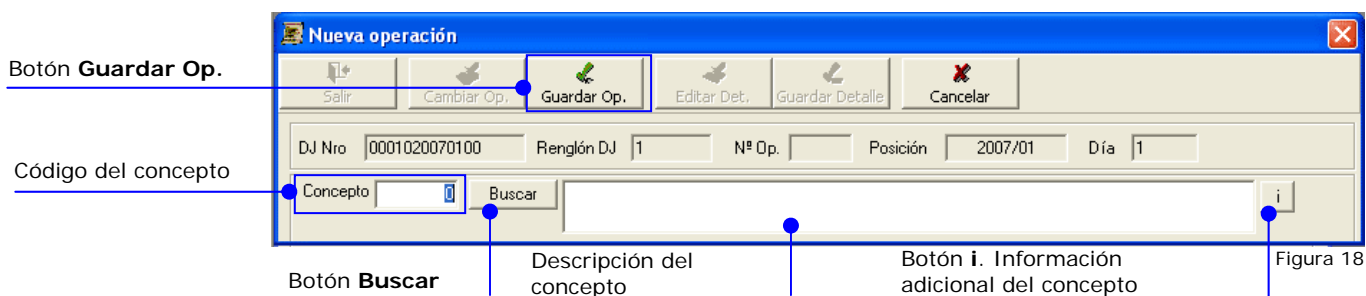 Nueva operación
Botón Guardar Op.
Salir Cambiar Op. Guardar Op. Editar Det. Guardar Detalle Cancelar
DJ Nro 0001020070100 Renglón DJ 1 Nº Op. Posición 2007/01 Día 1
Código del concepto
Concepto 0 Buscar i
Botón Buscar
Descripción del
concepto
Botón i. Información
adicional del concepto
Figura 18